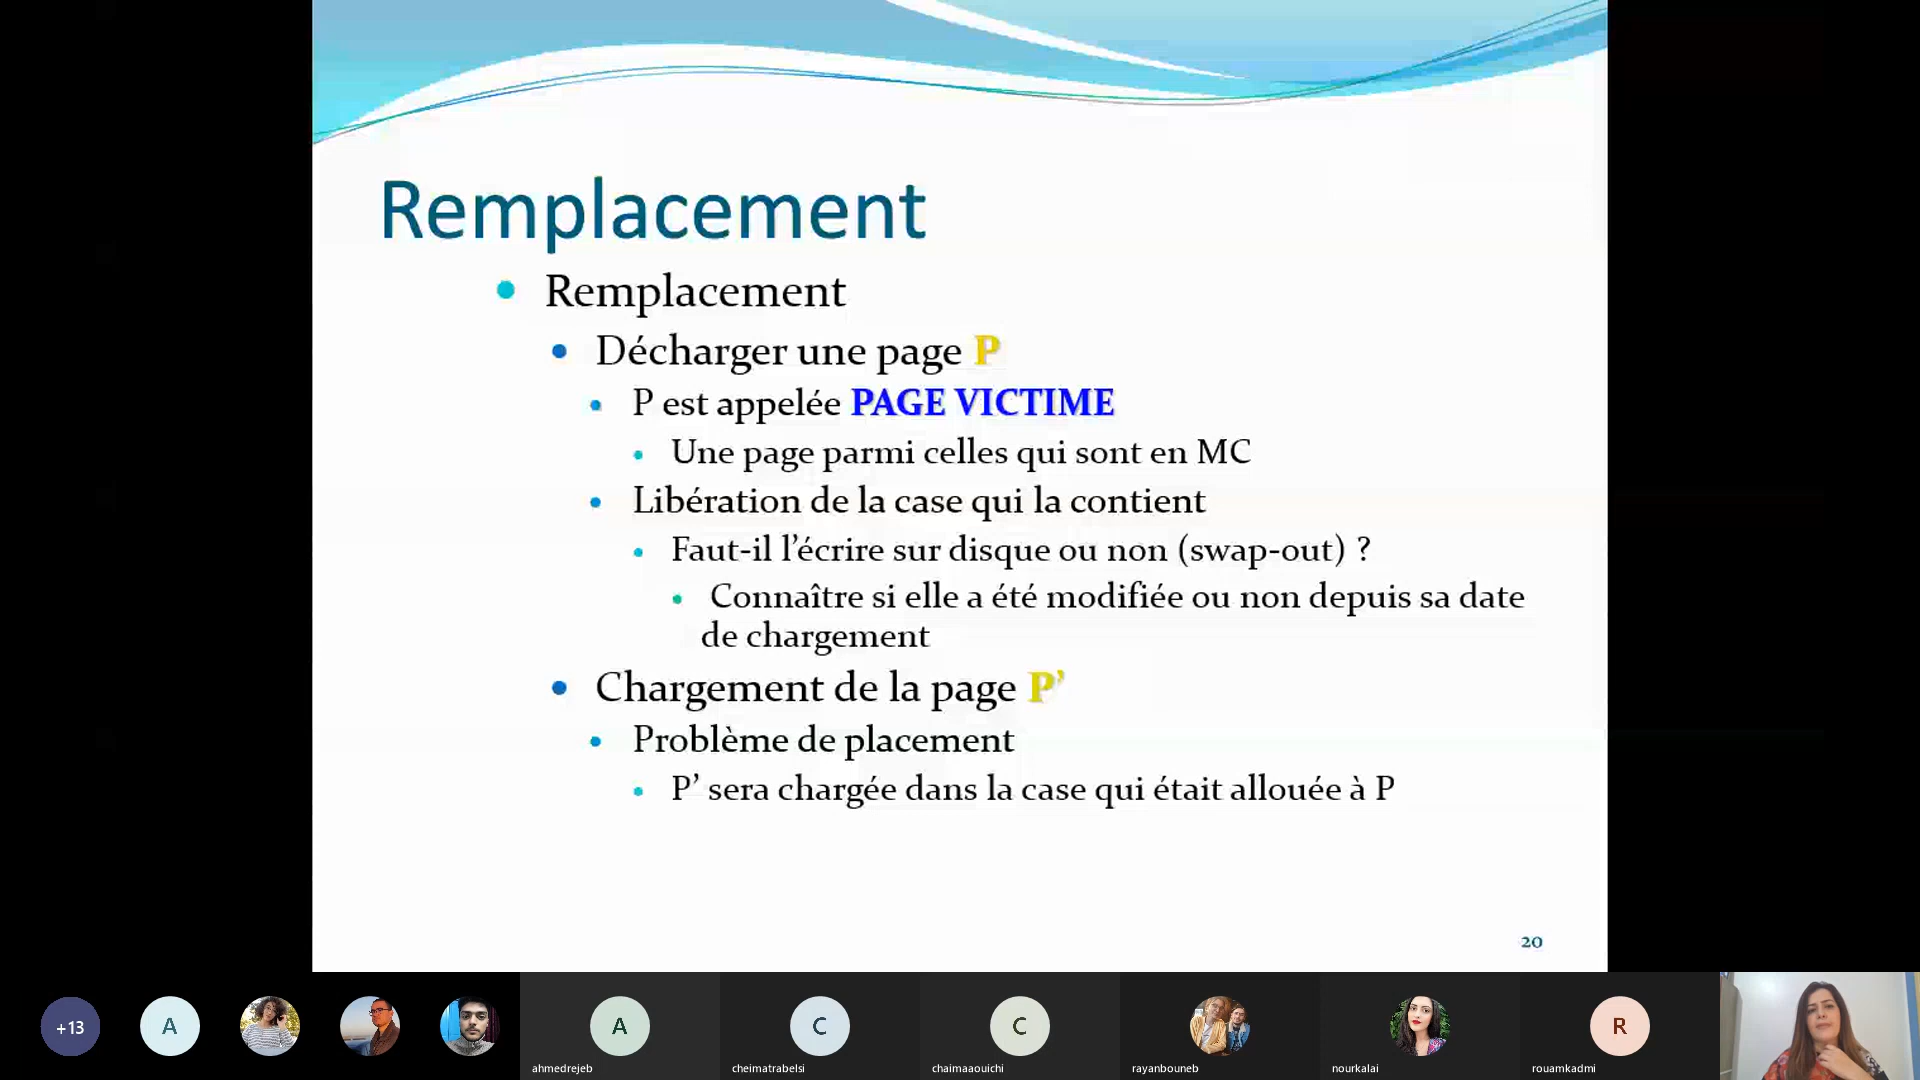 Remplacement
Remplacement
Décharger une page P
P est appelée PAGE VICTIME
Une page parmi celles qui sont en MC
Libération de la case qui la contient
Faut-il l’écrire sur disque ou non (swap-out) ?
Connaître si elle a été modifiée ou non depuis sa date
de chargement
Chargement de la page P’
Problème de placement
P’ sera chargée dans la case qui était allouée à P
20
+13
A
A
C
C
R
ahmedrejeb
cheimatrabelsi
chaimaaouichi
rayanbouneb
nourkalai
rouamkadmi